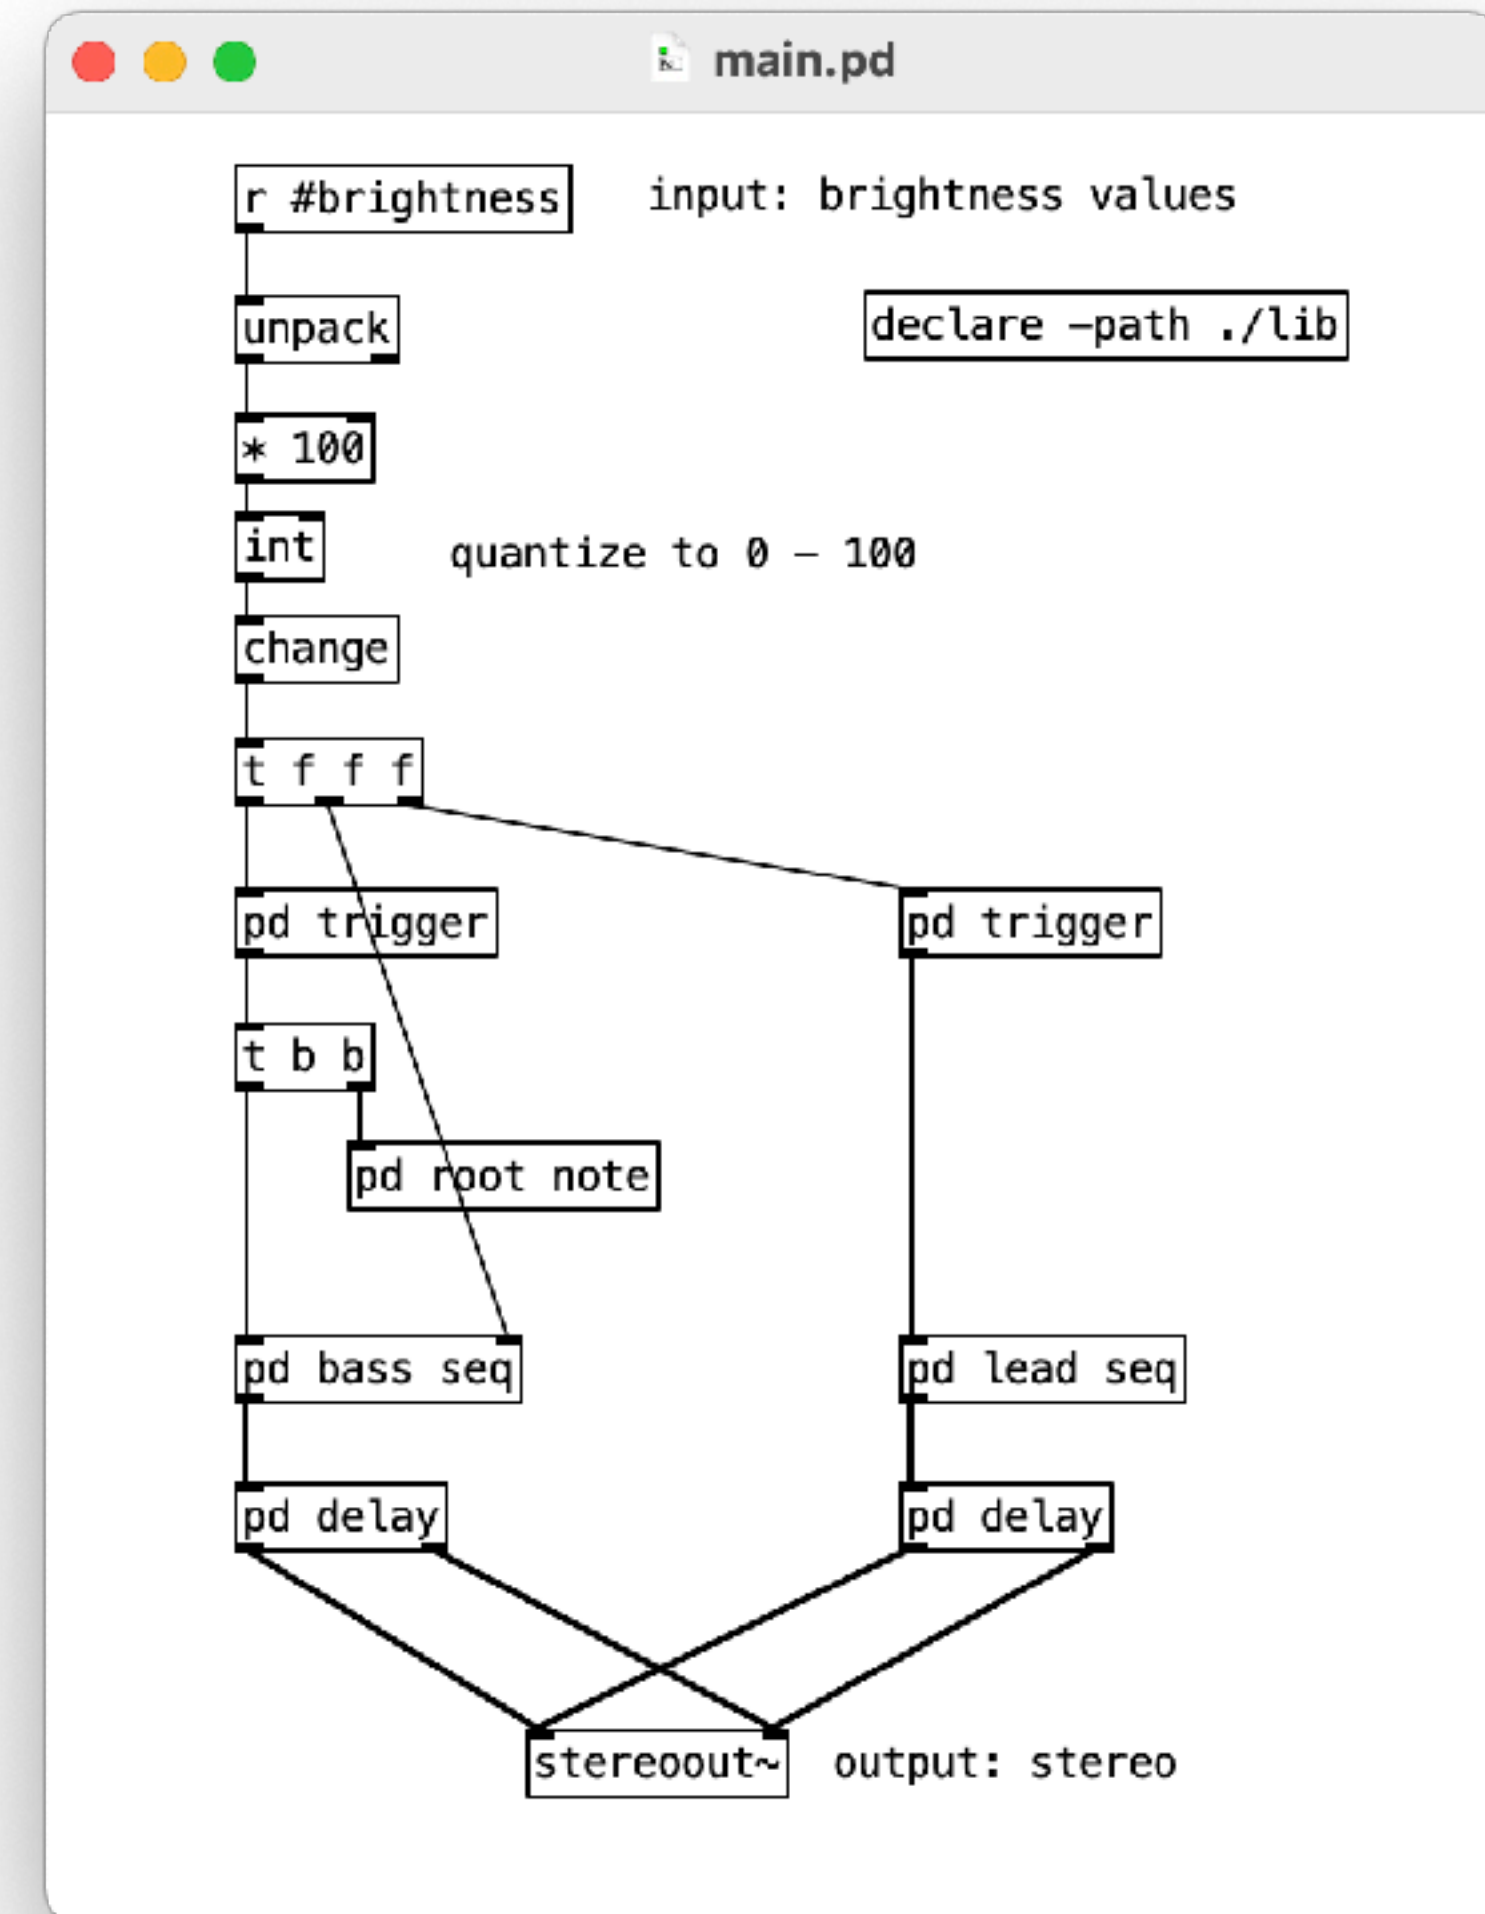 main.pd
r #brightness
input: brightness values
unpack
declare -path ./lib
* 100
int
quantize to 0 - 100
change
t f f f
pd trigger
pd trigger
t b b
pd root note
pd bass seq
pd lead seq
pd delay
pd delay
stereoout~
output: stereo